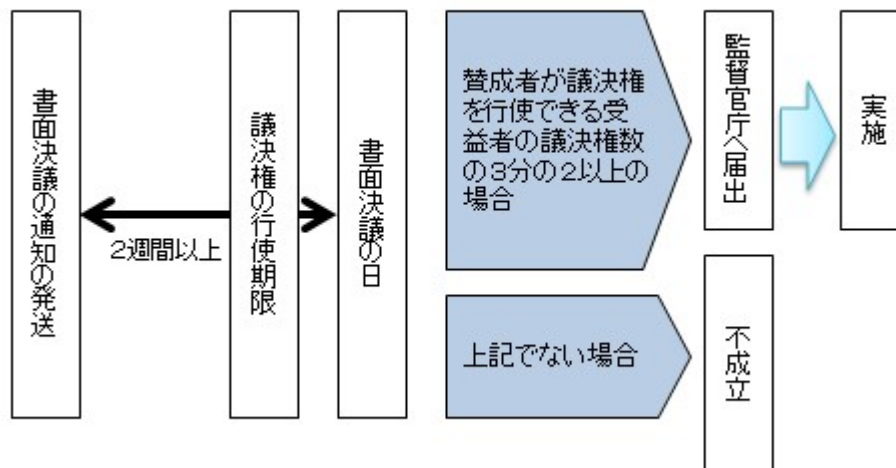 書面決議の通知の発送
2週間以上
議決権の行使期限
書面決議の日
賛成者が議決権
を行使できる受
益者の議決権数
の3分の2以上の
場合
監督官庁へ届出
実施
上記でない場合
不成立